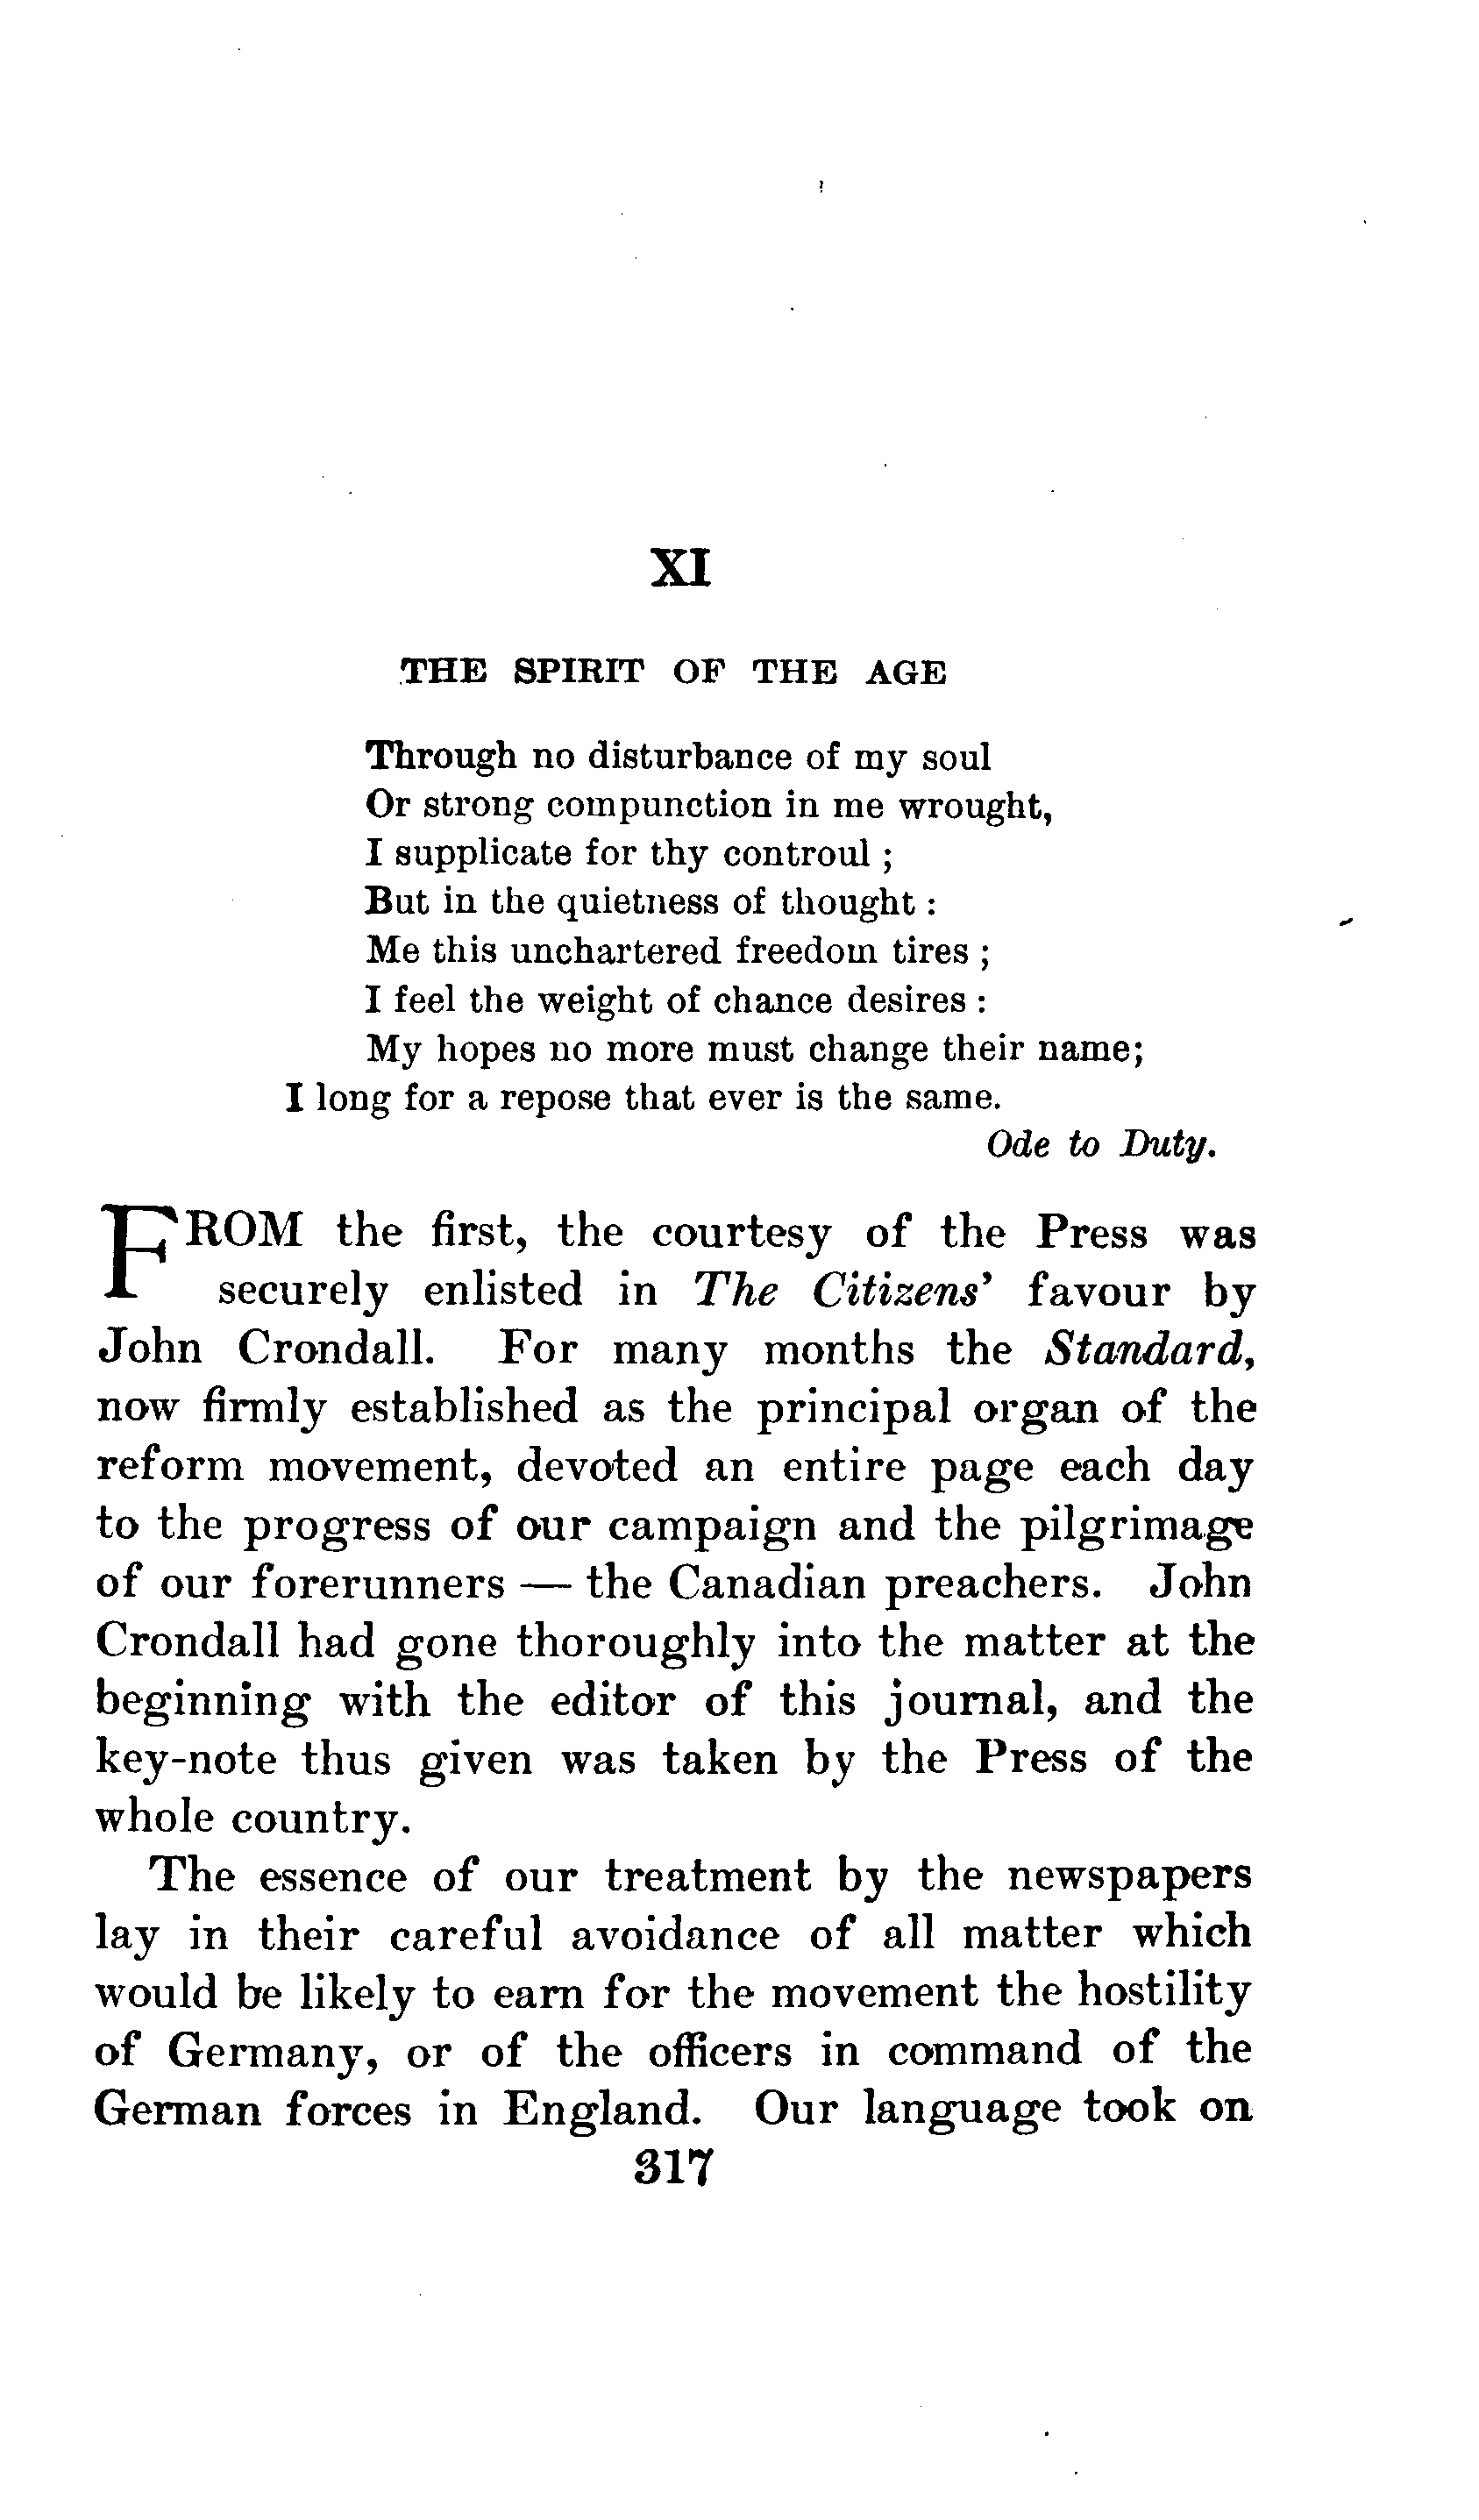 XI
THE SPIRIT OF THE AGE
Through no disturbance of my soul
Or strong compunction in me wrought,
I supplicate for thy controul ;
But in the quietness of thought :
Me this unchartered freedom tires ;
I feel the weight of chance desires :
My hopes no more must change their name;
I long for a repose that ever is the same.
Ode to Duty.
FROM the first, the courtesy of the Press was
securely enlisted in The Citizens' favour by
John Crondall. For many months the Standard,
now firmly established as the principal organ of the
reform movement, devoted an entire page each day
to the progress of our campaign and the pilgrimage
of our forerunners — the Canadian preachers. John
Crondall had gone thoroughly into the matter at the
beginning with the editor of this journal, and the
key-note thus given was taken by the Press of the
whole country.
The essence of our treatment by the newspapers
lay in their careful avoidance of all matter which
would be likely to earn for the movement the hostility
of Germany, or of the officers in command of the
German forces in England. Our language took on
317